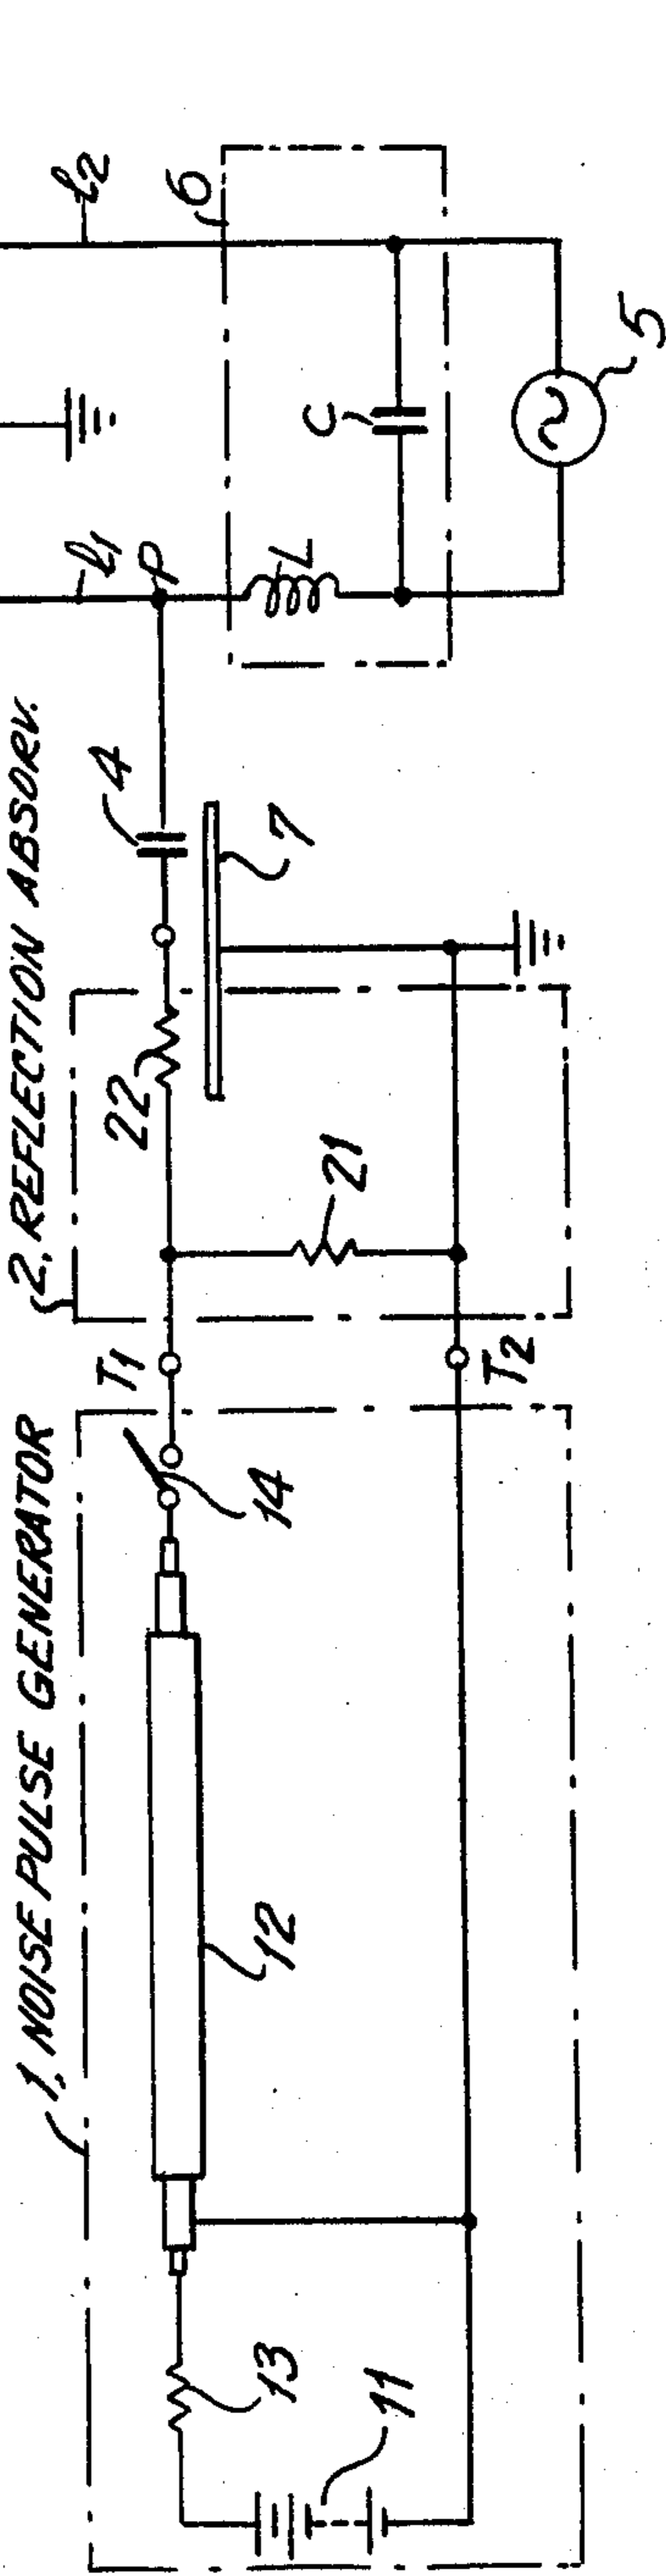 1, NOISE PULSE GENERATOR
2, REFLECTION ABSORV.
11
13
12
14
T1
T2
21
22
4
7
P
l1
l2
L
C
6
5